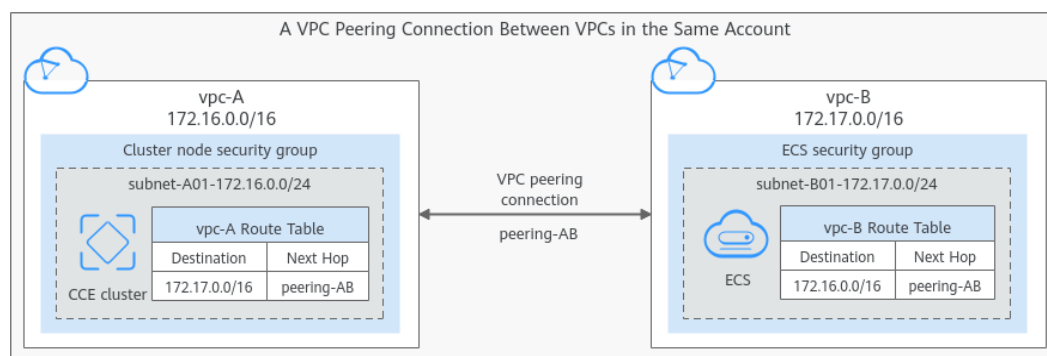 A VPC Peering Connection Between VPCs in the Same Account
vpc-A
172.16.0.0/16
Cluster node security group
subnet-A01-172.16.0.0/24
CCE cluster
vpc-A Route Table
Destination Next Hop
172.17.0.0/16 peering-AB
VPC peering
connection
peering-AB
vpc-B
172.17.0.0/16
ECS security group
subnet-B01-172.17.0.0/24
ECS
vpc-B Route Table
Destination Next Hop
172.16.0.0/16 peering-AB